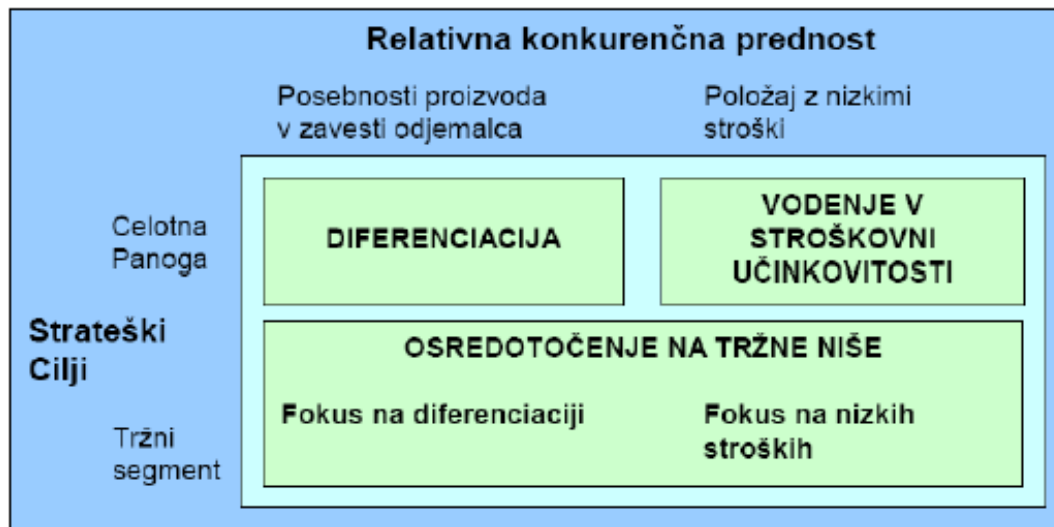 Relativna konkurenčna prednost
Posebnosti proizvoda
v zavesti odjemalca
Položaj z nizkimi
stroški
Celotna
Panoga
DIFERENCIACIJA
VODENJE V
STROŠKOVNI
UČINKOVITOSTI
Strateški
Cilji
OSREDOTOČENJE NA TRŽNE NIŠE
Fokus na diferenciaciji
Fokus na nizkih
stroških
Tržni
segment